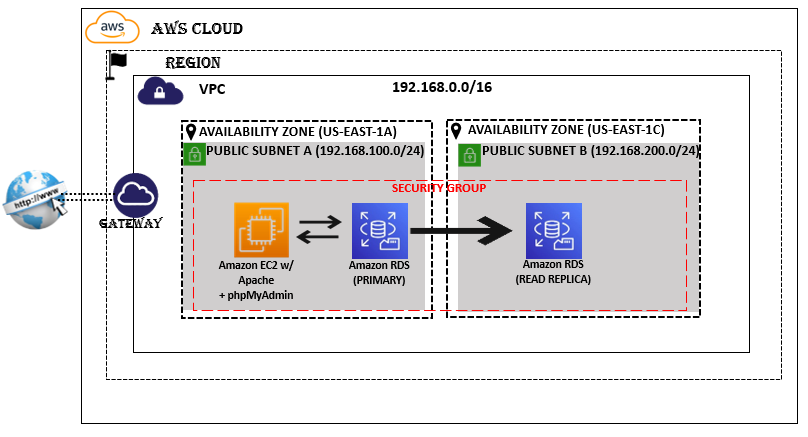 aws
AWS CLOUD
REGION
VPC
192.168.0.0/16
AVAILABILITY ZONE (US-EAST-1A)
PUBLIC SUBNET A (192.168.100.0/24)
AVAILABILITY ZONE (US-EAST-1C)
PUBLIC SUBNET B (192.168.200.0/24)
SECURITY GROUP
http://www
GATEWAY
Amazon EC2 w/
Apache
+ phpMyAdmin
Amazon RDS
(PRIMARY)
Amazon RDS
(READ REPLICA)